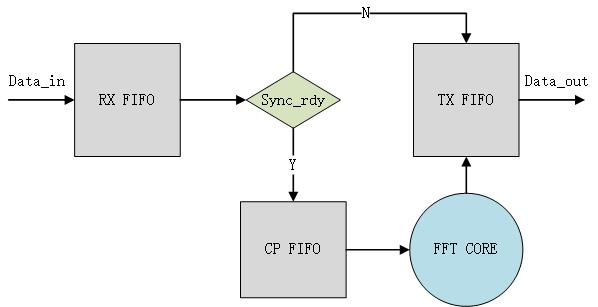 N
Data_in
RX FIFO
Sync_rdy
TX FIFO
Data_out
Y
CP FIFO
FFT CORE